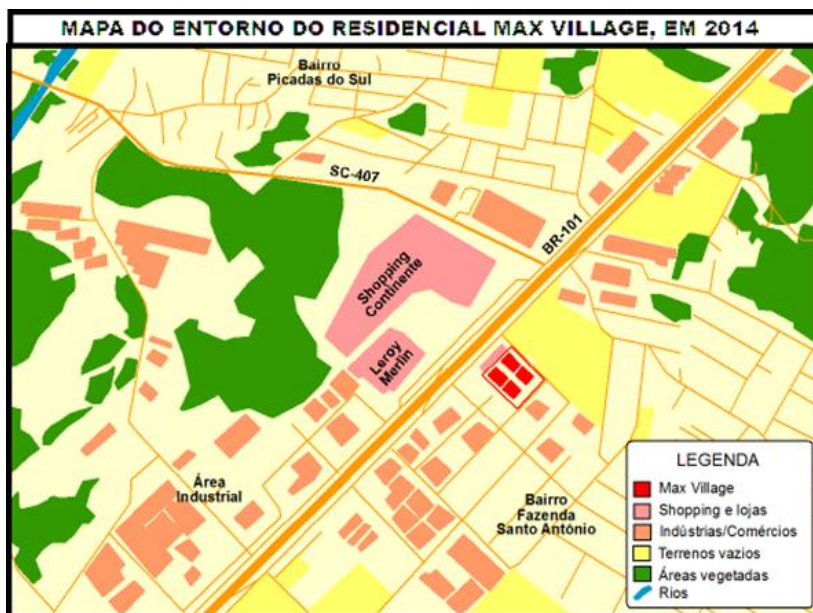 MAPA DO ENTORNO DO RESIDENCIAL MAX VILLAGE, EM 2014
Bairro
Picadas do Sul
SC-407
BR-101
Shopping
Continente
Leroy
Merlin
Área
Industrial
Bairro
Fazenda
Santo Antônio
LEGENDA
Max Village
Shopping e lojas
Indústrias/Comércios
Terrenos vazios
Áreas vegetadas
Rios